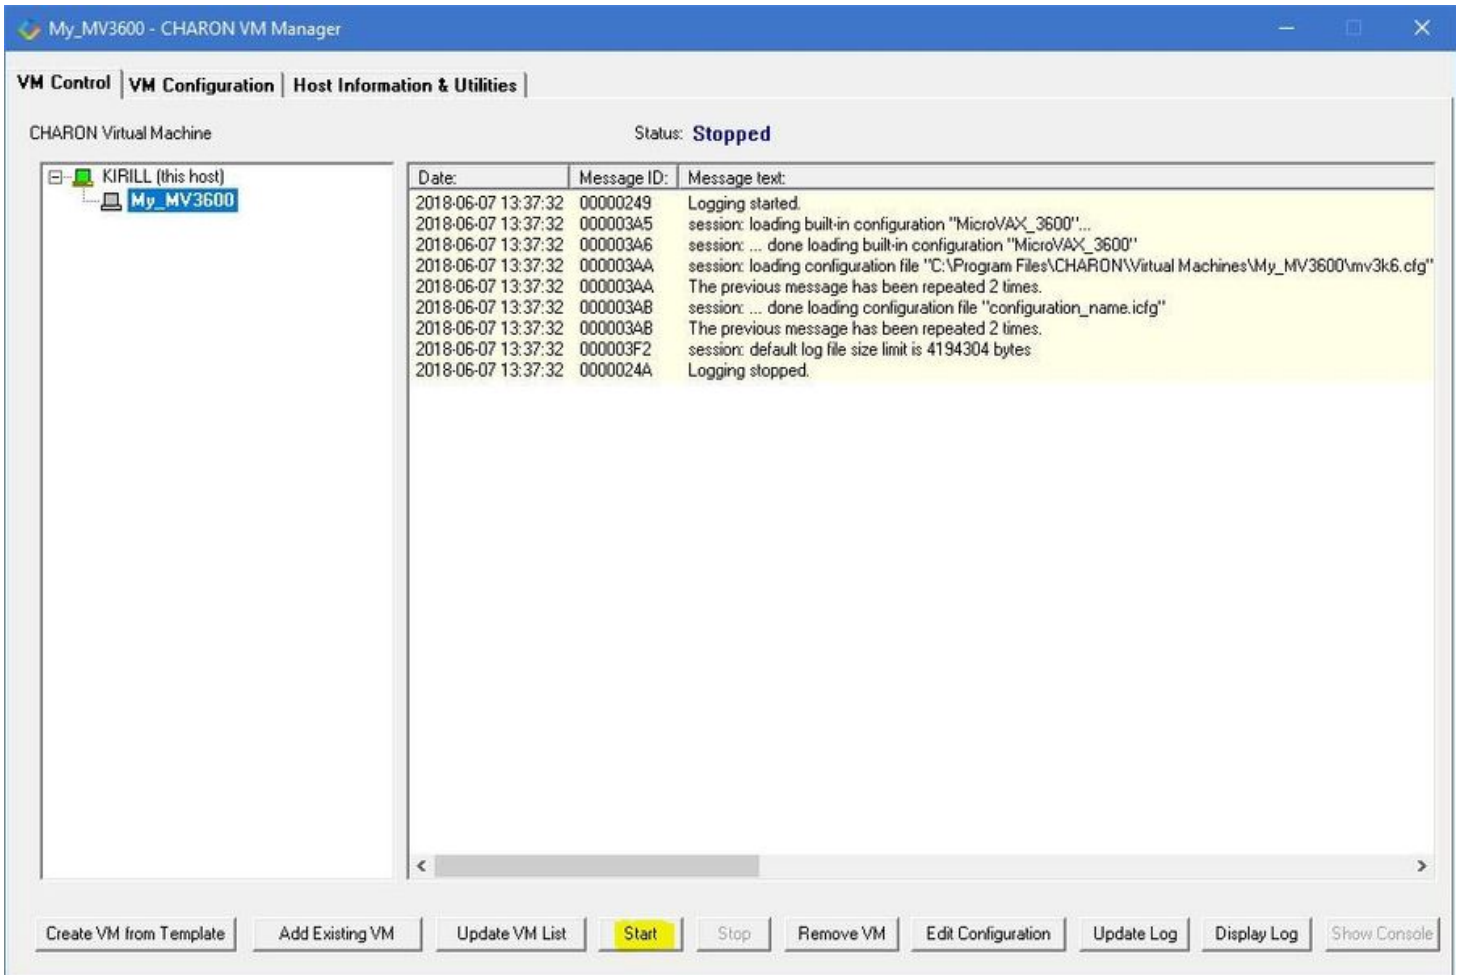 My_MV3600 - CHARON VM Manager
VM Control VM Configuration Host Information & Utilities
CHARON Virtual Machine Status: Stopped
KIRILL (this host)
My_MV3600
Date: Message ID: Message text:
2018-06-07 13:37:32 00000249 Logging started.
2018-06-07 13:37:32 000003A5 session: loading built-in configuration "MicroVAX_3600"...
2018-06-07 13:37:32 000003A6 session: ... done loading built-in configuration "MicroVAX_3600"
2018-06-07 13:37:32 000003AA session: loading configuration file "C:\Program Files\CHARON\Virtual Machines\My_MV3600\mv3k6.cfg"
2018-06-07 13:37:32 000003AA The previous message has been repeated 2 times.
2018-06-07 13:37:32 000003AB session: ... done loading configuration file "configuration_name.icfg"
2018-06-07 13:37:32 000003AB The previous message has been repeated 2 times.
2018-06-07 13:37:32 000003F2 session: default log file size limit is 4194304 bytes
2018-06-07 13:37:32 0000024A Logging stopped.
Create VM from Template Add Existing VM Update VM List Start Stop Remove VM Edit Configuration Update Log Display Log Show Console